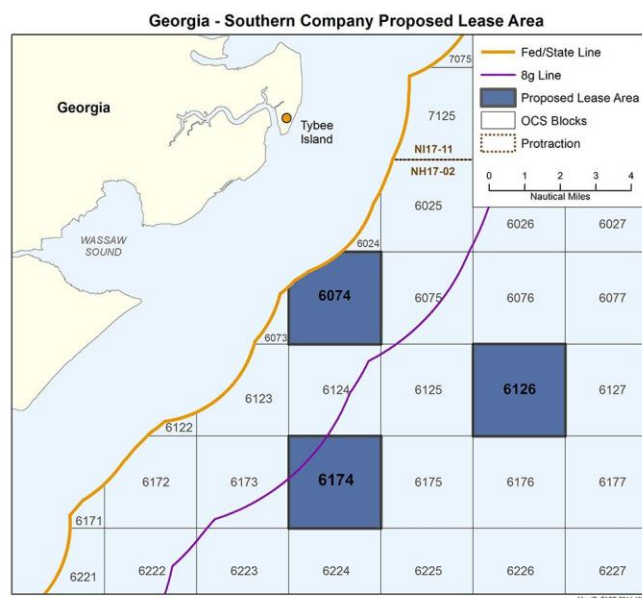 Georgia - Southern Company Proposed Lease Area
Fed/State Line
8g Line
Proposed Lease Area
OCS Blocks
Protraction
0 1 2 3 4
Nautical Miles
Georgia
Tybee
Island
WASSAW
SOUND
7075
7125
NI17-11
NH17-02
6025
6026
6027
6024
6074
6075
6076
6077
6073
6123
6124
6125
6126
6127
6122
6172
6173
6174
6175
6176
6177
6171
6221
6222
6223
6224
6225
6226
6227